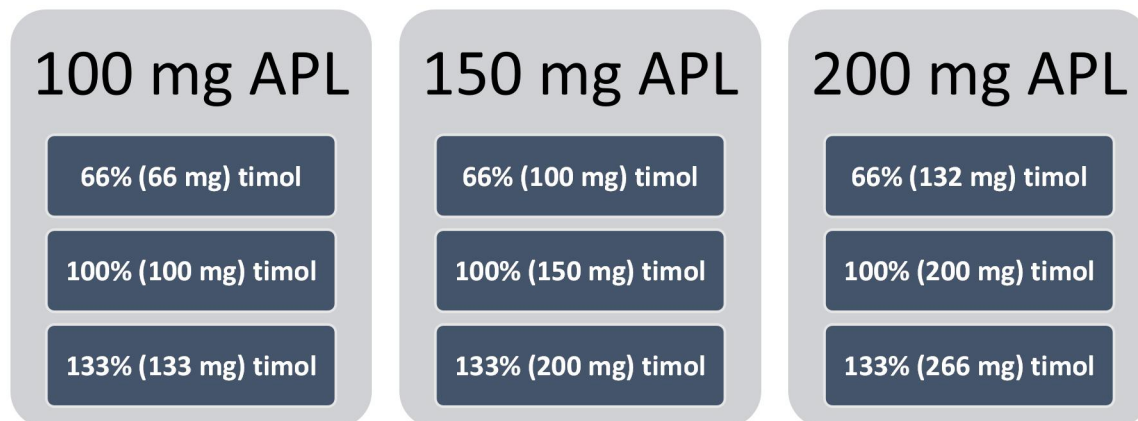 100 mg APL
66% (66 mg) timol
100% (100 mg) timol
133% (133 mg) timol
150 mg APL
66% (100 mg) timol
100% (150 mg) timol
133% (200 mg) timol
200 mg APL
66% (132 mg) timol
100% (200 mg) timol
133% (266 mg) timol